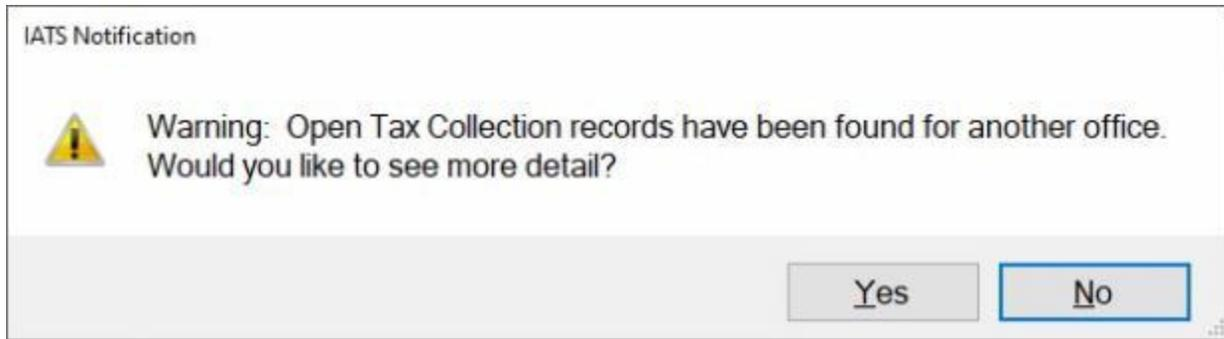 IATS Notification
Warning:  Open Tax Collection records have been found for another office.
Would you like to see more detail?
Yes
No